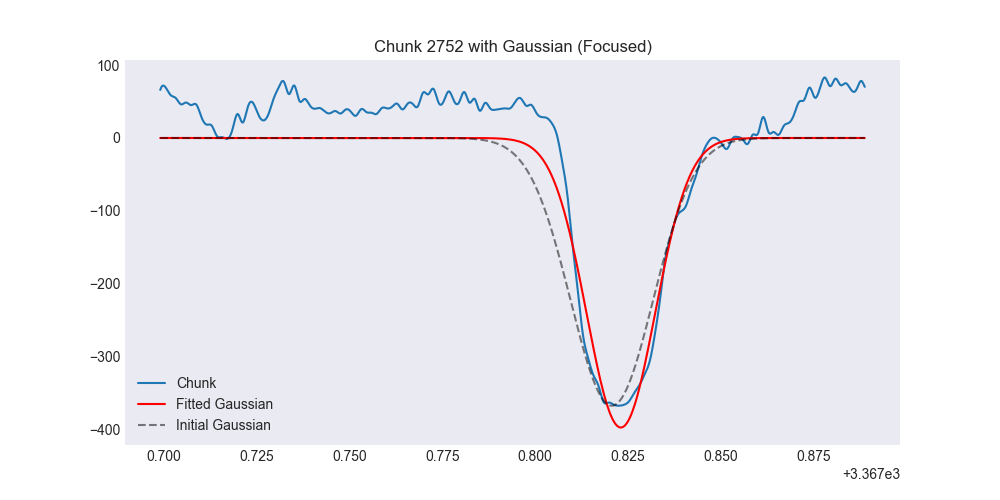 Chunk 2752 with Gaussian (Focused)
100
0
−100
−200
−300
−400
Chunk
Fitted Gaussian
Initial Gaussian
0.700 0.725 0.750 0.775 0.800 0.825 0.850 0.875
+3.367e3